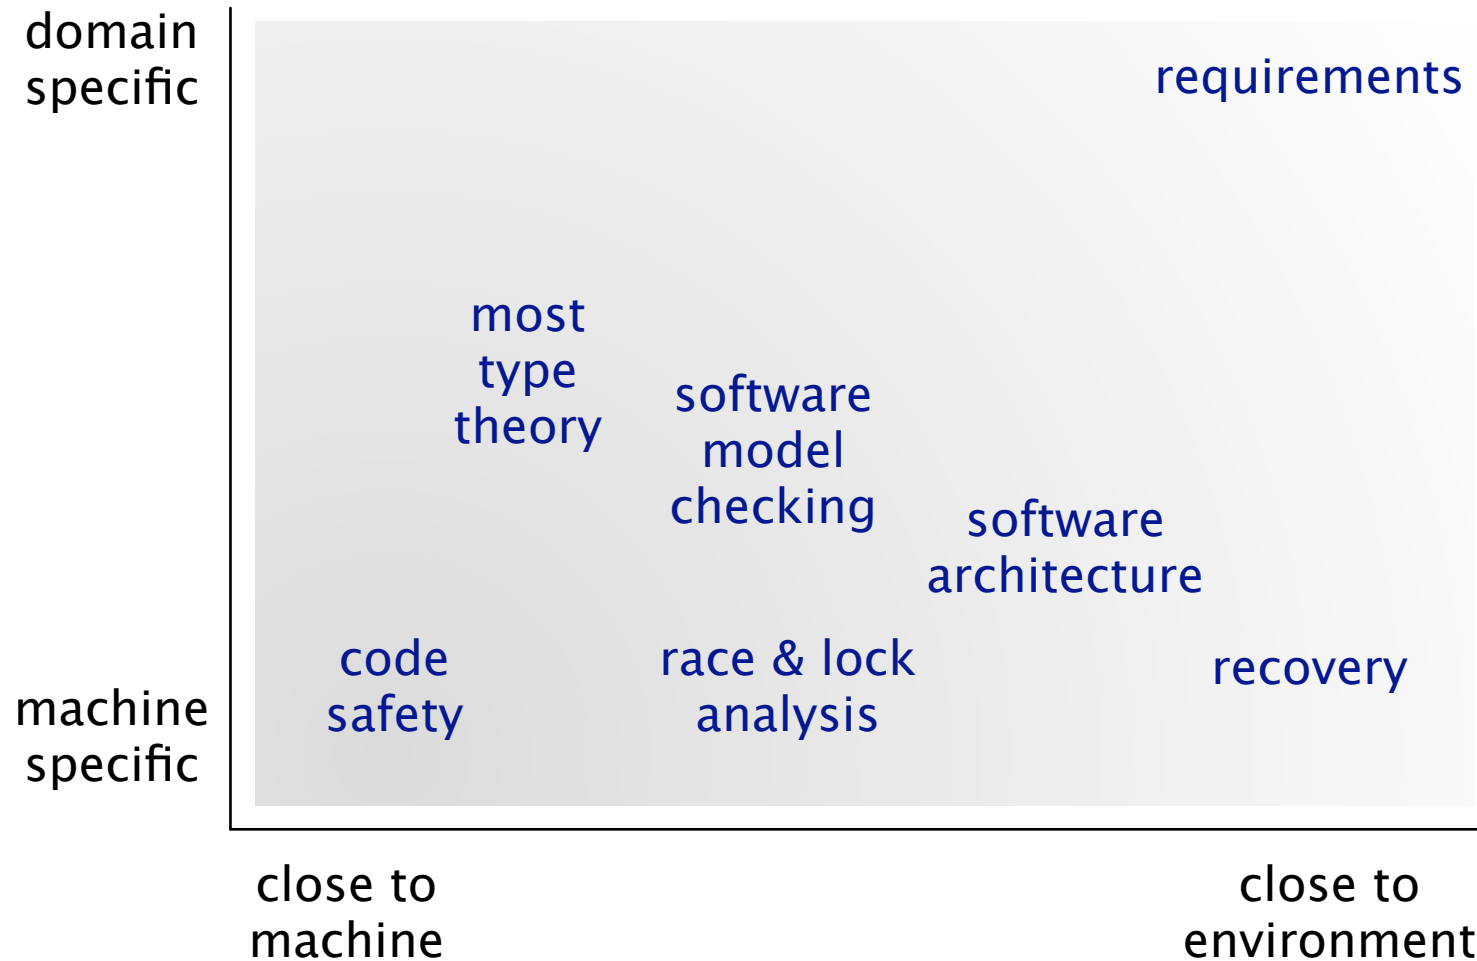 domain
specific
requirements
most
type
theory
software
model
checking
software
architecture
code
safety
race & lock
analysis
recovery
machine
specific
close to
machine
close to
environment